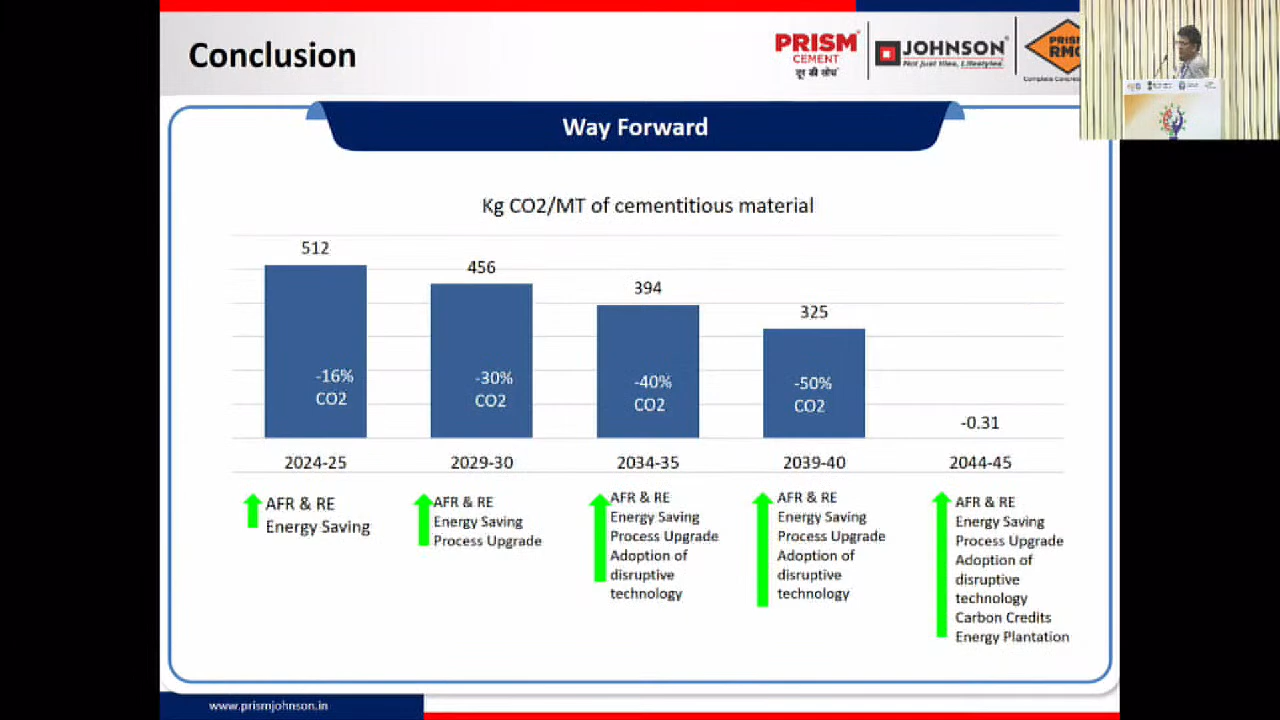 Conclusion
PRISM
CEMENT
दूर की सोच
JOHNSON
Not just tiles, Lifestyles.
PRISM
RMC
Way Forward
Kg CO2/MT of cementitious material
512
456
394
325
-0.31
-16%
CO2
-30%
CO2
-40%
CO2
-50%
CO2
2024-25
2029-30
2034-35
2039-40
2044-45
AFR & RE
Energy Saving
AFR & RE
Energy Saving
Process Upgrade
AFR & RE
Energy Saving
Process Upgrade
Adoption of
disruptive
technology
AFR & RE
Energy Saving
Process Upgrade
Adoption of
disruptive
technology
AFR & RE
Energy Saving
Process Upgrade
Adoption of
disruptive
technology
Carbon Credits
Energy Plantation
www.prismjohnson.in